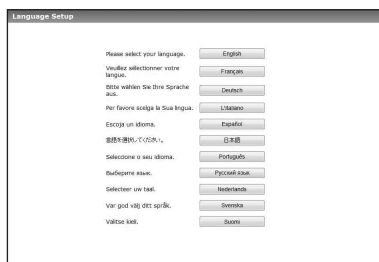 Language Setup
Please select your language. English
Veuillez sélectionner votre
langue. Français
Bitte wählen Sie Ihre Sprache
aus. Deutsch
Per favore scelga la Sua lingua. L'Italiano
Escoja un idioma. Español
言語を選択してください。 日本語
Selecione o seu idioma. Português
Выберите язык. Русский язык
Selecteer uw taal. Nederlands
Var god välj ditt språk. Svenska
Valitse kieli. Suomi